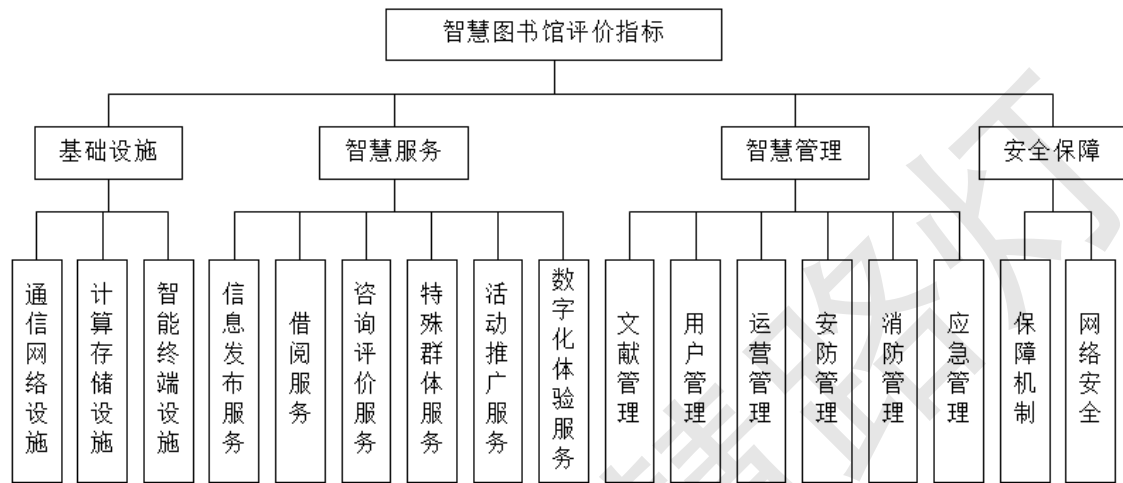 智慧图书馆评价指标
基础设施
智慧服务
智慧管理
安全保障
通信网络设施
计算存储设施
智能终端设施
信息发布服务
借阅服务
咨询评价服务
特殊群体服务
活动推广服务
数字化体验服务
文献管理
用户管理
运营管理
安防管理
消防管理
应急管理
保障机制
网络安全
路灯